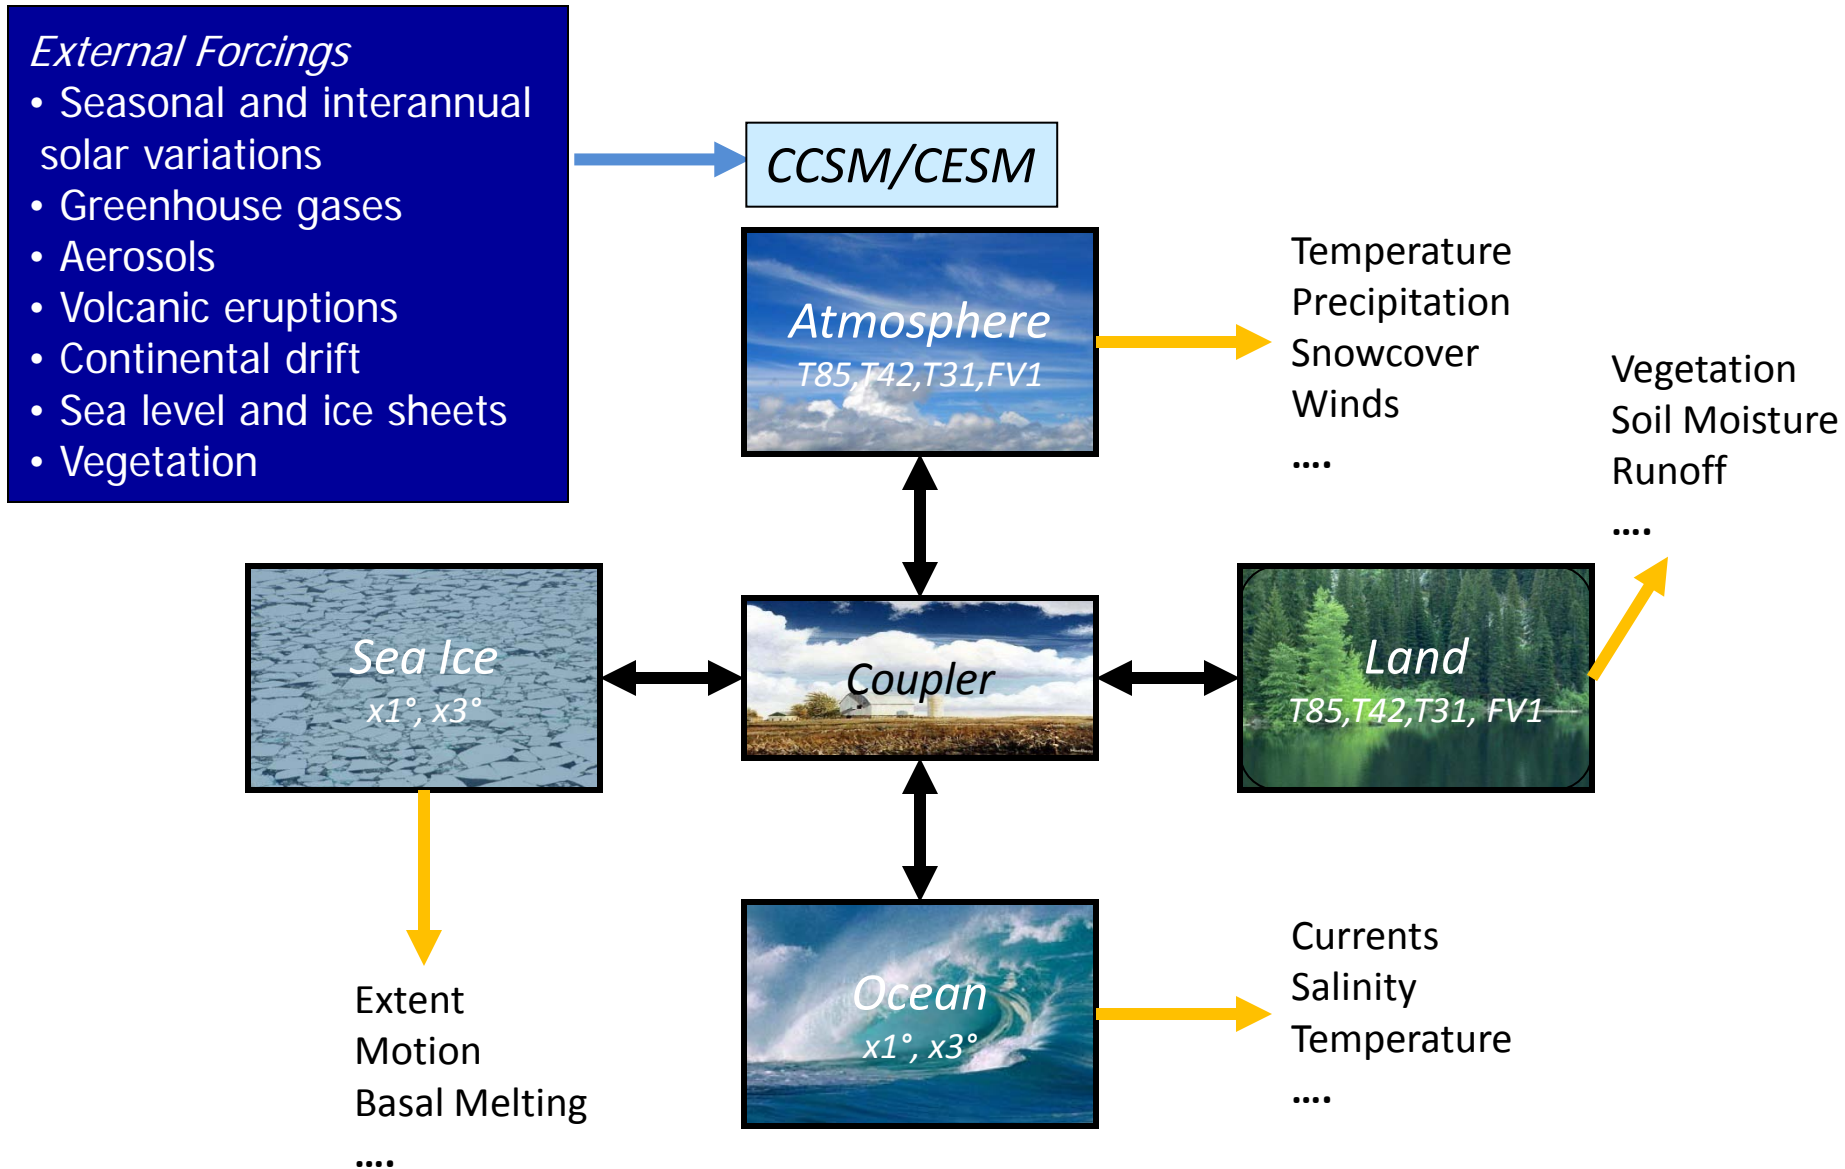 External Forcings
• Seasonal and interannual
solar variations
• Greenhouse gases
• Aerosols
• Volcanic eruptions
• Continental drift
• Sea level and ice sheets
• Vegetation
CCSM/CESM
Atmosphere
T85,T42,T31,FV1
Temperature
Precipitation
Snowcover
Winds
....
Vegetation
Soil Moisture
Runoff
....
Sea Ice
x1°, x3°
Coupler
Land
T85,T42,T31, FV1
Extent
Motion
Basal Melting
....
Ocean
x1°, x3°
Currents
Salinity
Temperature
....